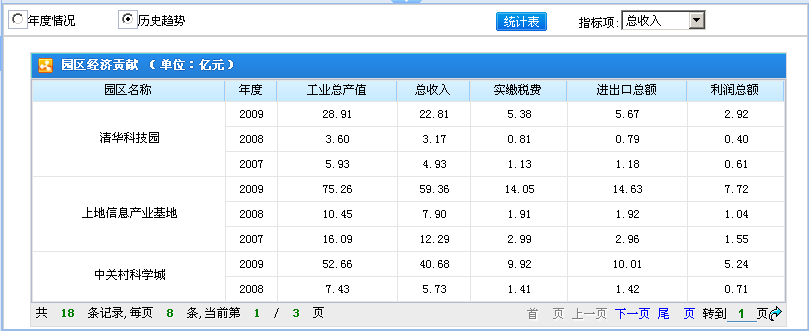 年度情况 历史趋势 统计表 指标项: 总收入
园区经济贡献 (单位:亿元)
园区名称 年度 工业总产值 总收入 实缴税费 进出口总额 利润总额
清华科技园 2009 28.91 22.81 5.38 5.67 2.92
2008 3.60 3.17 0.81 0.79 0.40
2007 5.93 4.93 1.13 1.18 0.61
上地信息产业基地 2009 75.26 59.36 14.05 14.63 7.72
2008 10.45 7.90 1.91 1.92 1.04
2007 16.09 12.29 2.99 2.96 1.55
中关村科学城 2009 52.66 40.68 9.92 10.01 5.24
2008 7.43 5.73 1.41 1.42 0.71
共 18 条记录,每页 8 条,当前第 1 / 3 页 首 页 上一页 下一页 尾 页 转到 1 页